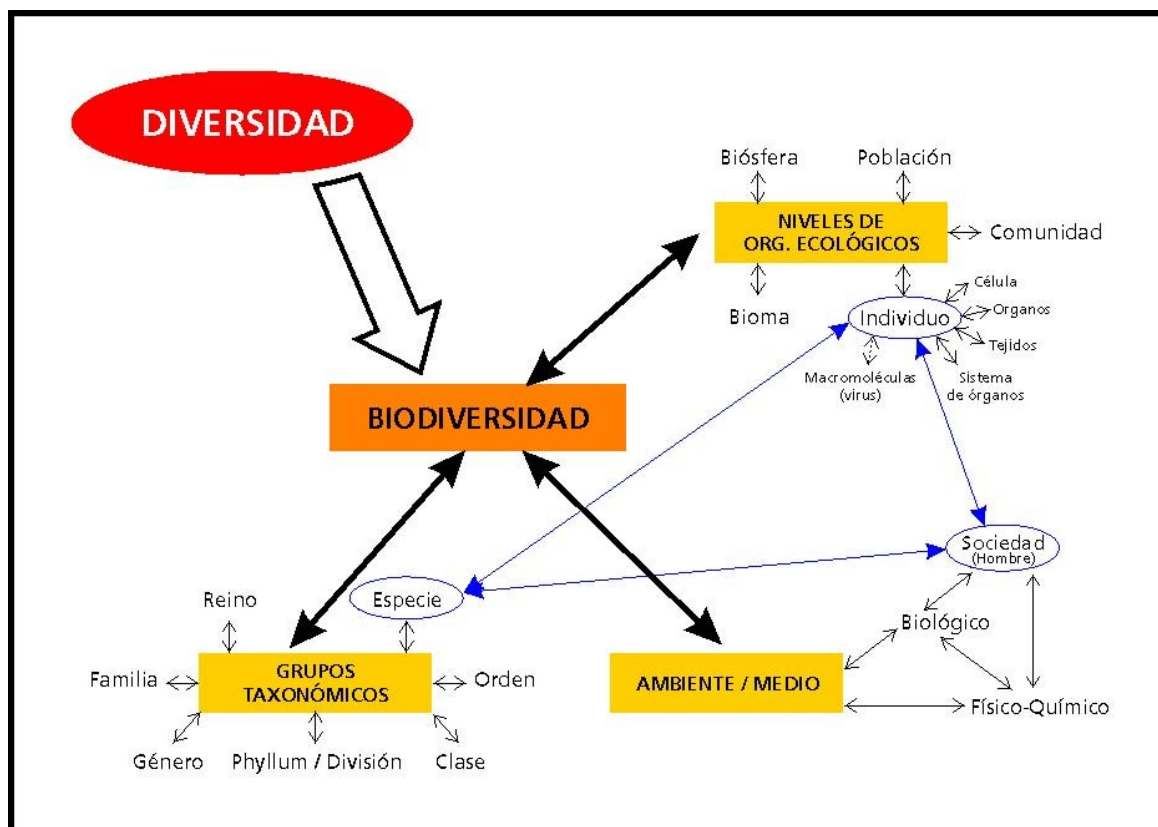 DIVERSIDAD
Biósfera
Población
NIVELES DE
ORG. ECOLÓGICOS
Comunidad
Bioma
Individuo
Célula
Organos
Tejidos
Sistema
de órganos
Macromoléculas
(virus)
BIODIVERSIDAD
Sociedad
(Hombre)
Biológico
Físico-Químico
AMBIENTE / MEDIO
Reino
Especie
Familia
GRUPOS
TAXONÓMICOS
Orden
Género
Phyllum / División
Clase